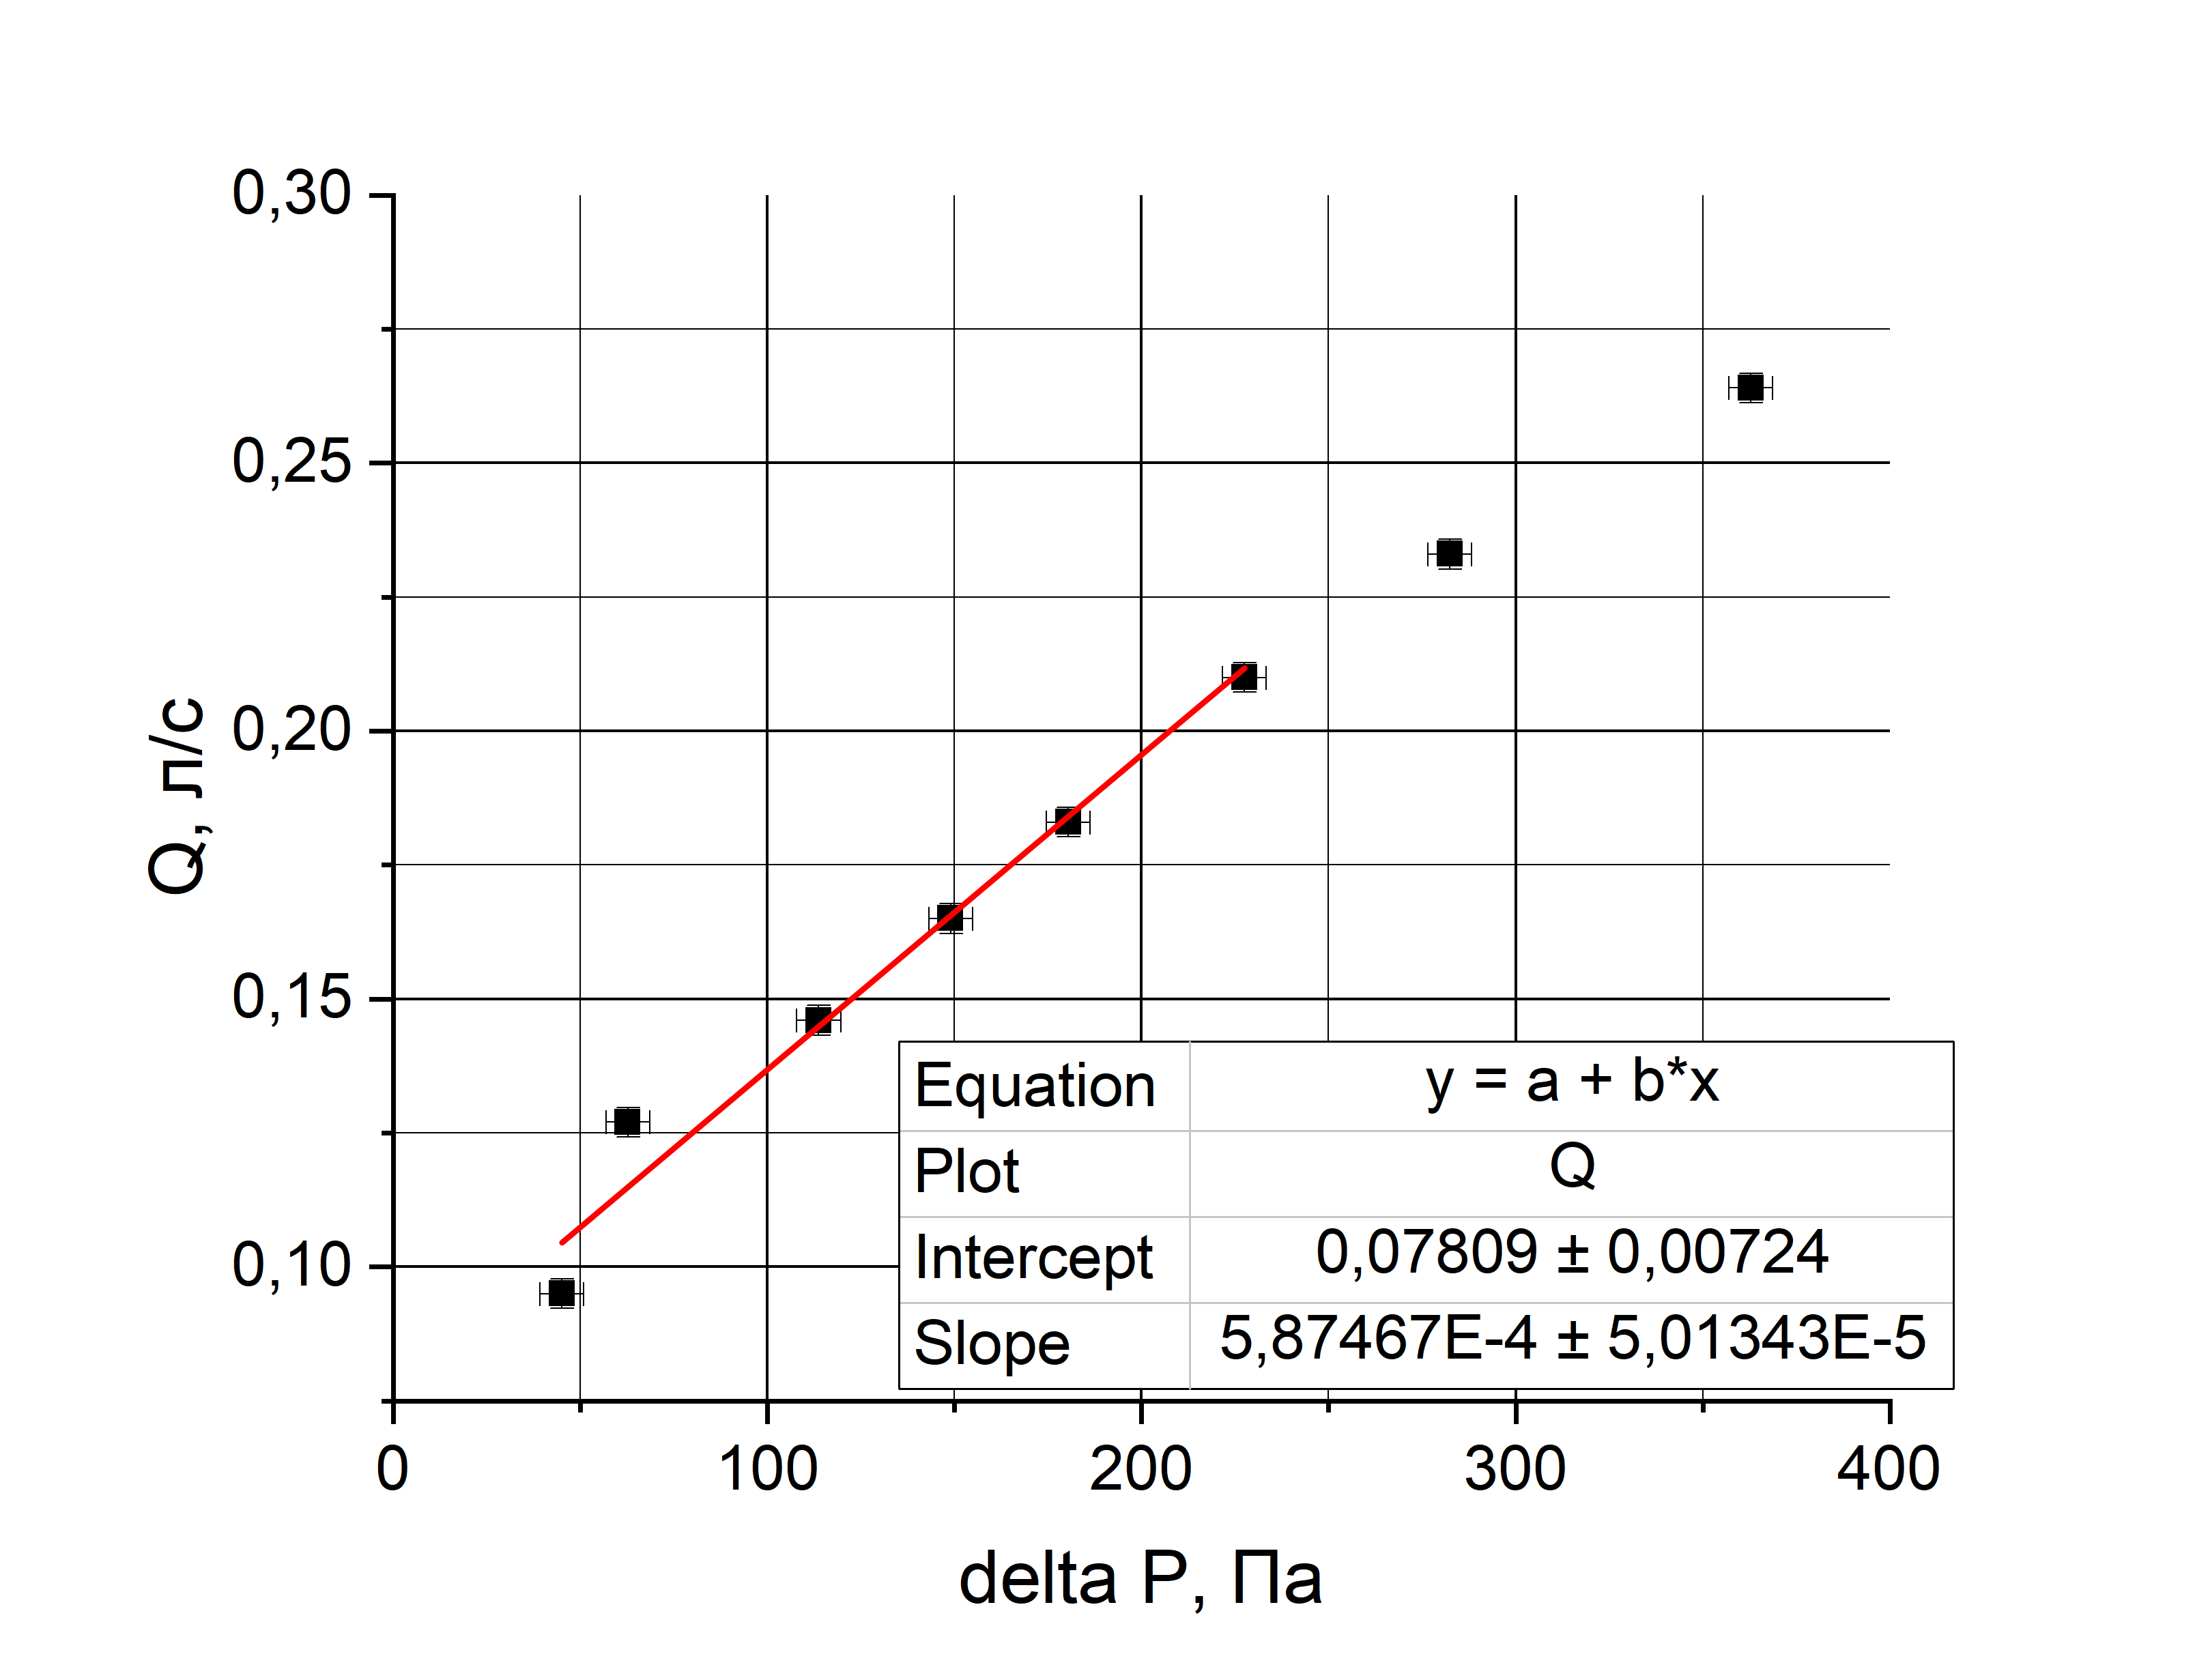 0,30
0,25
0,20
0,15
0,10
Q, л/с
Equation y = a + b*x
Plot Q
Intercept 0,07809 ± 0,00724
Slope 5,87467E-4 ± 5,01343E-5
0 100 200 300 400
delta P, Па